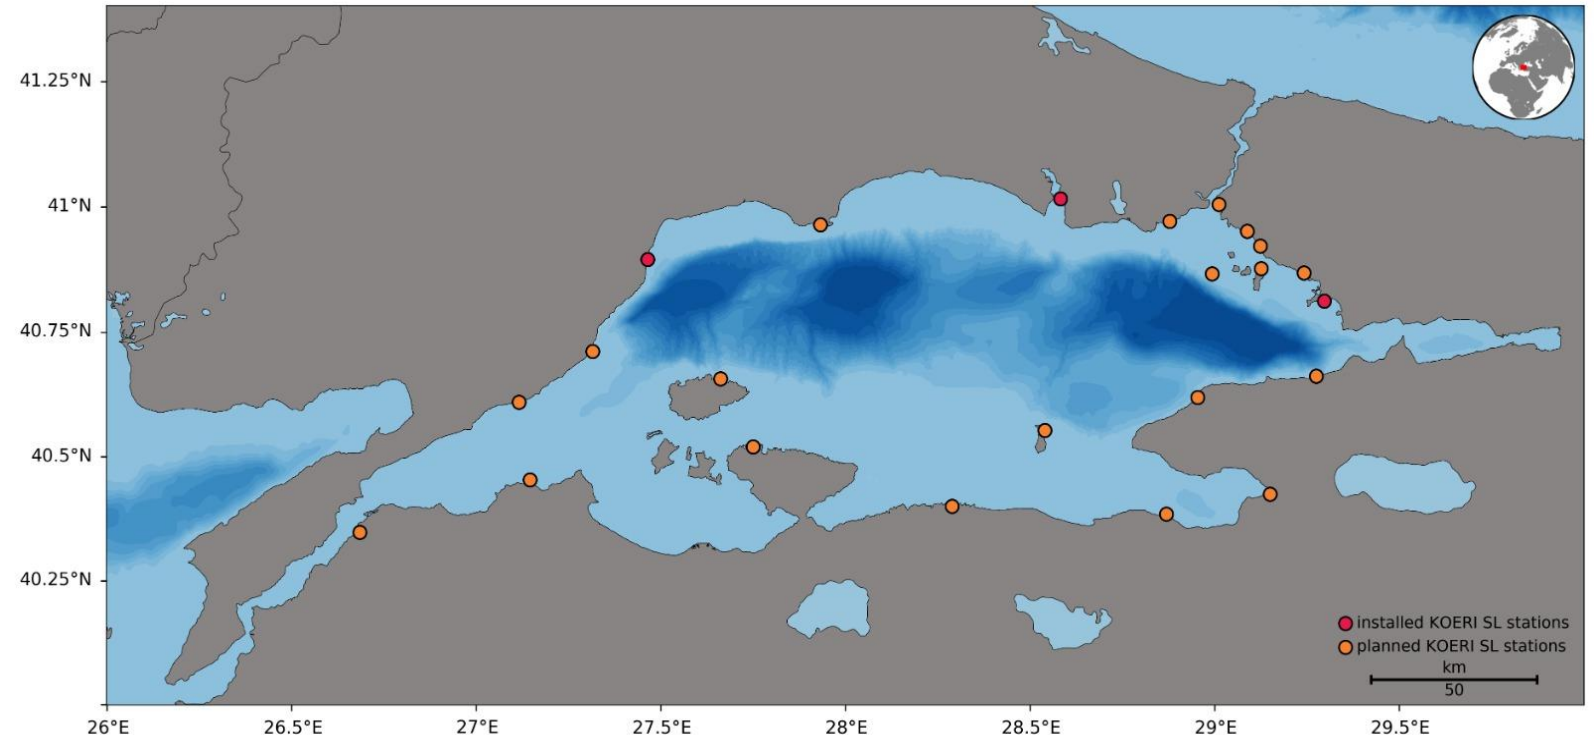 41.25°N
41°N
40.75°N
40.5°N
40.25°N
installed KOERI SL stations
planned KOERI SL stations
km
50
26°E
26.5°E
27°E
27.5°E
28°E
28.5°E
29°E
29.5°E